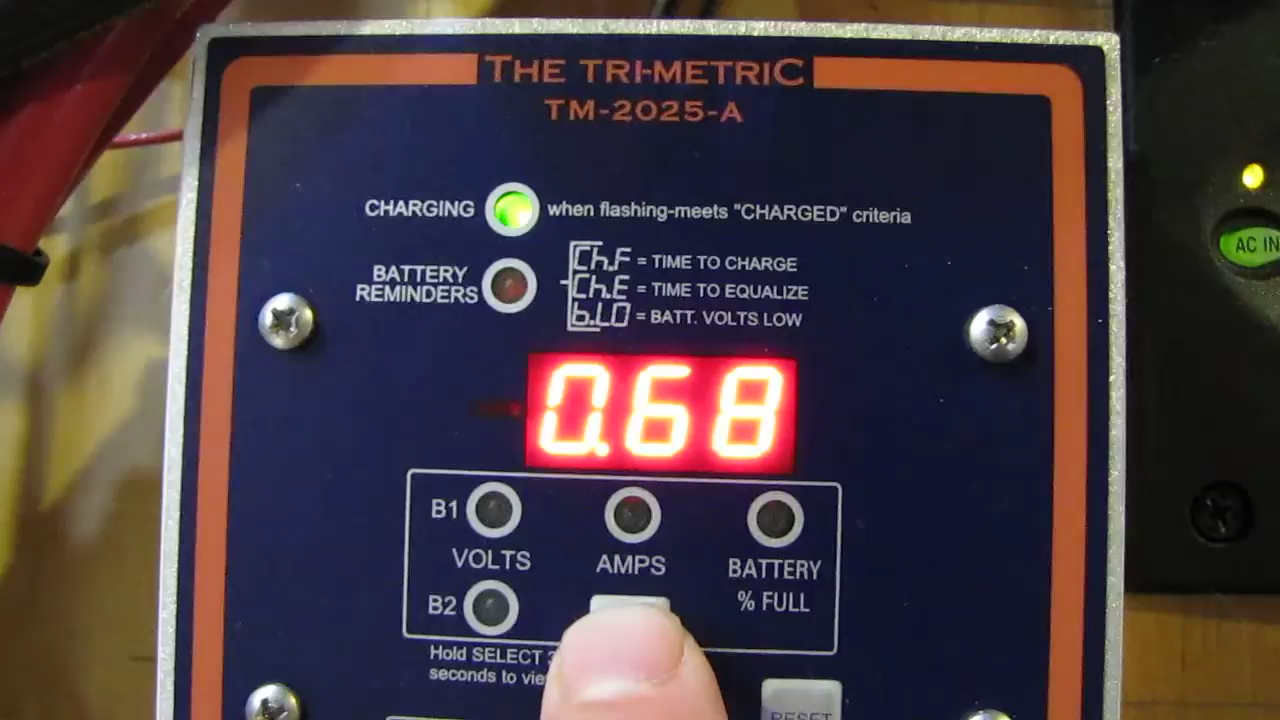 THE TRI-METRIC
TM-2025-A
CHARGING when flashing-meets "CHARGED" criteria
BATTERY
REMINDERS
Ch.F = TIME TO CHARGE
Ch.E = TIME TO EQUALIZE
b.LO = BATT. VOLTS LOW
0.68
B1
VOLTS AMPS BATTERY
B2 % FULL
Hold SELECT
seconds to
RESET
AC IN